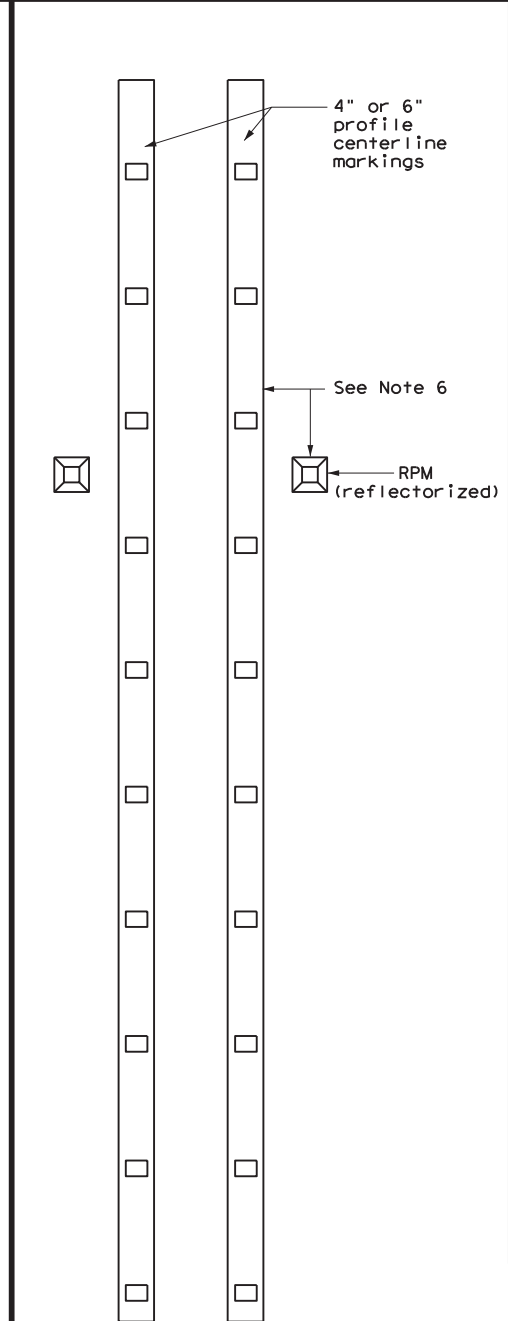 4" or 6"
profile
centerline
markings
See Note 6
RPM
(reflectorized)